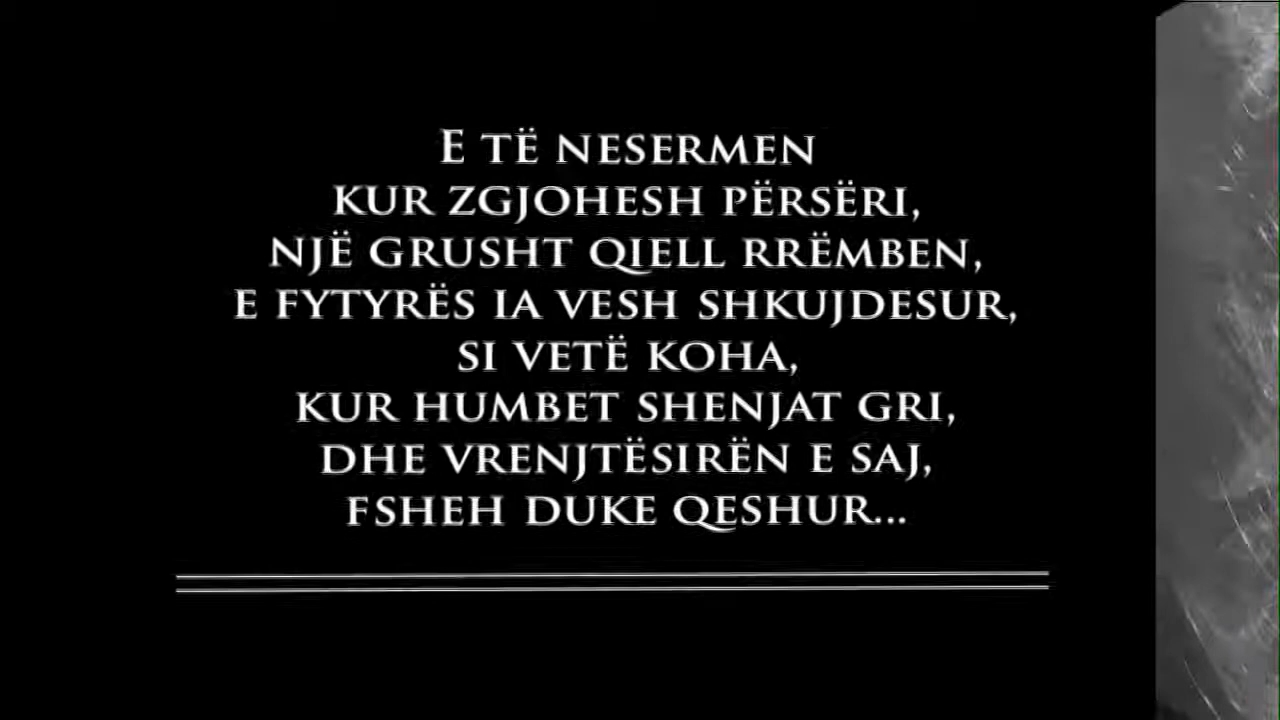 E TË NESERMEN
KUR ZGJOHESH PËRSËRI,
NJË GRUSHT QIELL RRËMBEN,
E FYTYRËS IA VESH SHKUJDESUR,
SI VETË KOHA,
KUR HUMBET SHENJAT GRI,
DHE VRENJTËSIRËN E SAJ,
FSHEH DUKE QESHUR...